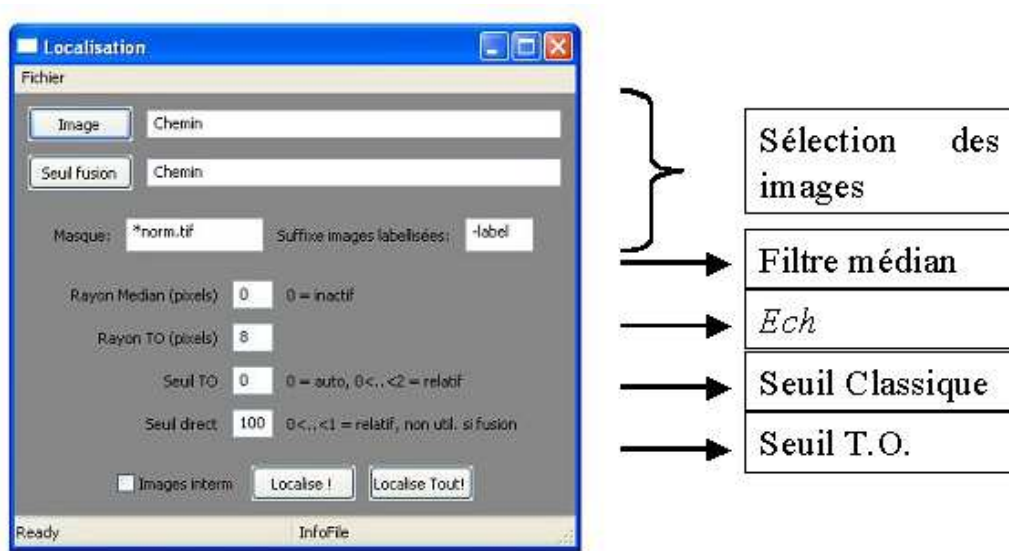 Localisation
Fichier
Image Chemin
Seuil fusion Chemin
Masque: *norm.tif Suffixe images labellisées: -label
Rayon Median (pixels) 0 0 = inactif
Rayon TO (pixels) 8
Seuil TO 0 0 = auto, 0<..<2 = relatif
Seuil direct 100 0<..<1 = relatif, non util. si fusion
Images interm Localise ! Localise Tout!
Ready InfoFile
Sélection des
images
Filtre médian
Ech
Seuil Classique
Seuil T.O.